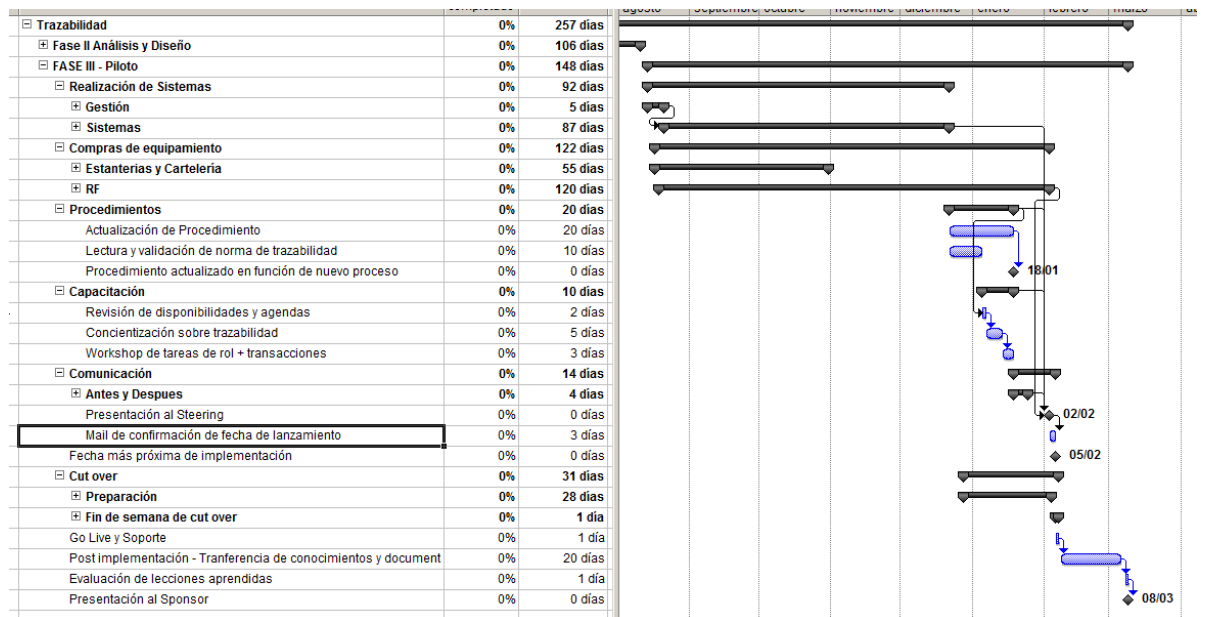 completado agosto septiembre octubre noviembre diciembre enero febrero marzo
Trazabilidad 0% 257 días
Fase II Análisis y Diseño 0% 106 días
FASE III - Piloto 0% 148 días
Realización de Sistemas 0% 92 días
Gestión 0% 5 días
Sistemas 0% 87 días
Compras de equipamiento 0% 122 días
Estanterias y Cartelería 0% 55 días
RF 0% 120 días
Procedimientos 0% 20 días
Actualización de Procedimiento 0% 20 días
Lectura y validación de norma de trazabilidad 0% 10 días
Procedimiento actualizado en función de nuevo proceso 0% 0 días 18/01
Capacitación 0% 10 días
Revisión de disponibilidades y agendas 0% 2 días
Concientización sobre trazabilidad 0% 5 días
Workshop de tareas de rol + transacciones 0% 3 días
Comunicación 0% 14 días
Antes y Despues 0% 4 días
Presentación al Steering 0% 0 días 02/02
Mail de confirmación de fecha de lanzamiento 0% 3 días
Fecha más próxima de implementación 0% 0 días 05/02
Cut over 0% 31 días
Preparación 0% 28 días
Fin de semana de cut over 0% 1 día
Go Live y Soporte 0% 1 día
Post implementación - Tranferencia de conocimientos y document 0% 20 días
Evaluación de lecciones aprendidas 0% 1 día
Presentación al Sponsor 0% 0 días 08/03